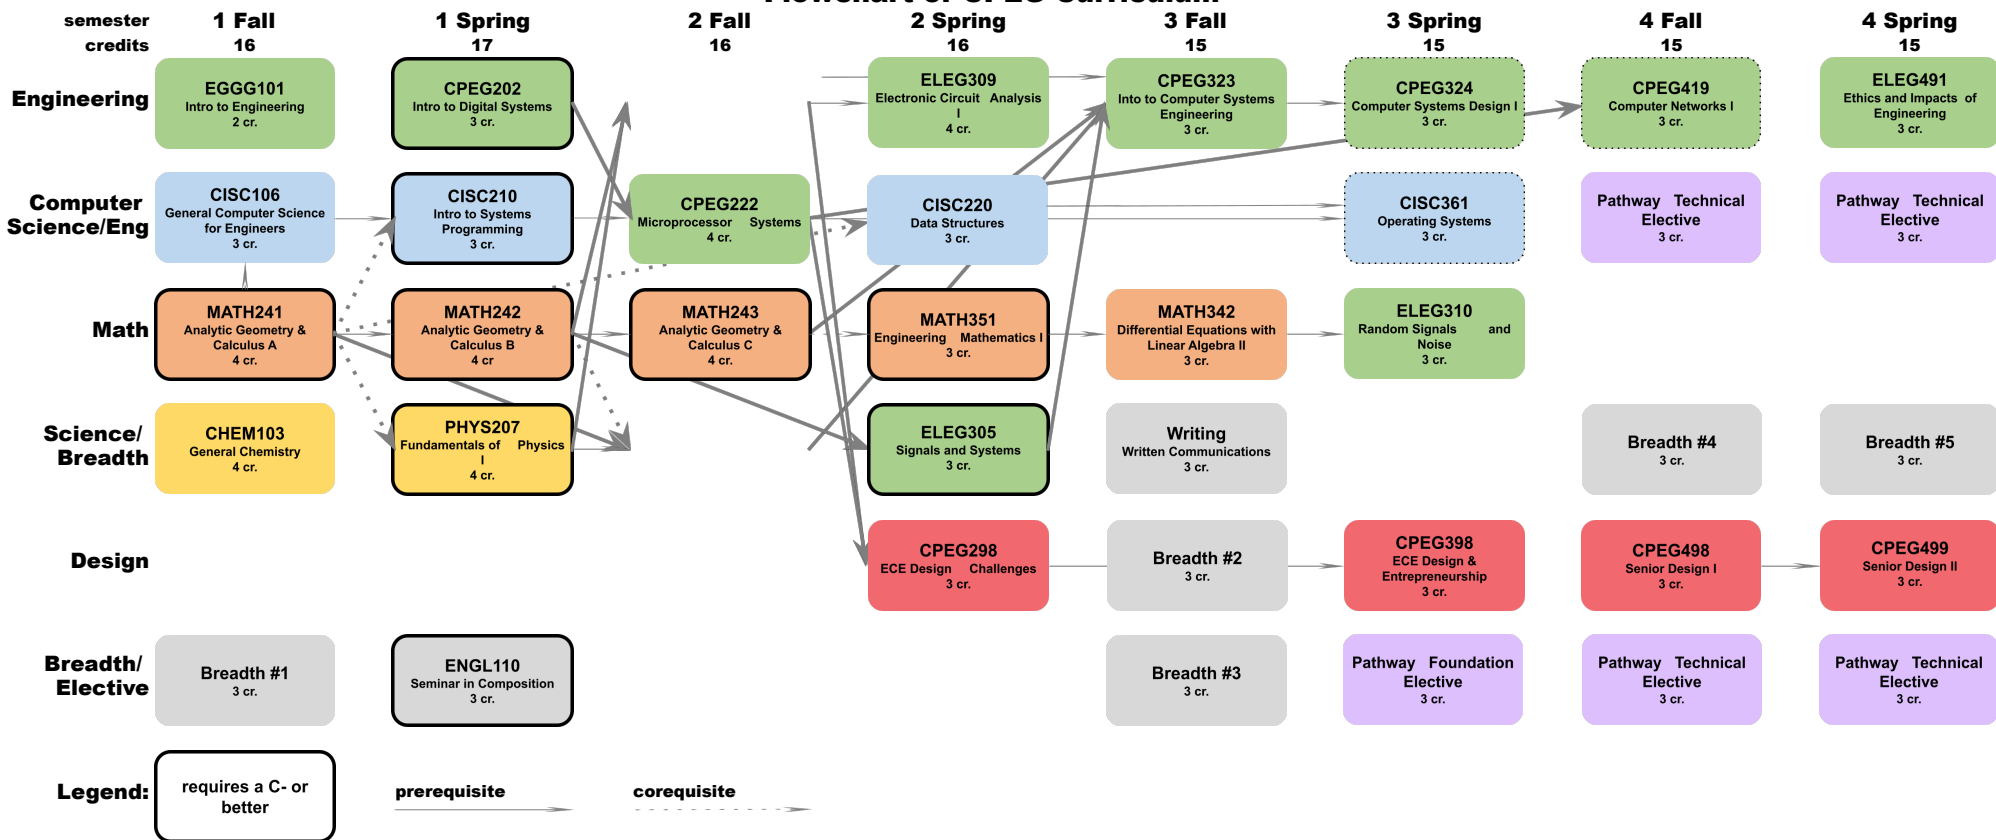 Flowchart of CPEG Curriculum
semester 1 Fall 1 Spring 2 Fall 2 Spring 3 Fall 3 Spring 4 Fall 4 Spring
credits 16 17 16 16 15 15 15 15
Engineering
EGGG101
Intro to Engineering
2 cr.
CPEG202
Intro to Digital Systems
3 cr.
ELEG309
Electronic Circuit Analysis
I
4 cr.
CPEG323
Into to Computer Systems
Engineering
3 cr.
CPEG324
Computer Systems Design I
3 cr.
CPEG419
Computer Networks I
3 cr.
ELEG491
Ethics and Impacts of
Engineering
3 cr.
Computer
Science/Eng
CISC106
General Computer Science
for Engineers
3 cr.
CISC210
Intro to Systems
Programming
3 cr.
CPEG222
Microprocessor Systems
4 cr.
CISC220
Data Structures
3 cr.
CISC361
Operating Systems
3 cr.
Pathway Technical
Elective
3 cr.
Pathway Technical
Elective
3 cr.
Math
MATH241
Analytic Geometry &
Calculus A
4 cr.
MATH242
Analytic Geometry &
Calculus B
4 cr
MATH243
Analytic Geometry &
Calculus C
4 cr.
MATH351
Engineering Mathematics I
3 cr.
MATH342
Differential Equations with
Linear Algebra II
3 cr.
ELEG310
Random Signals and
Noise
3 cr.
Science/
Breadth
CHEM103
General Chemistry
4 cr.
PHYS207
Fundamentals of Physics
I
4 cr.
ELEG305
Signals and Systems
3 cr.
Writing
Written Communications
3 cr.
Breadth #4
3 cr.
Breadth #5
3 cr.
Design
CPEG298
ECE Design Challenges
3 cr.
Breadth #2
3 cr.
CPEG398
ECE Design &
Entrepreneurship
3 cr.
CPEG498
Senior Design I
3 cr.
CPEG499
Senior Design II
3 cr.
Breadth/
Elective
Breadth #1
3 cr.
ENGL110
Seminar in Composition
3 cr.
Breadth #3
3 cr.
Pathway Foundation
Elective
3 cr.
Pathway Technical
Elective
3 cr.
Pathway Technical
Elective
3 cr.
Legend:
requires a C- or
better
prerequisite
corequisite